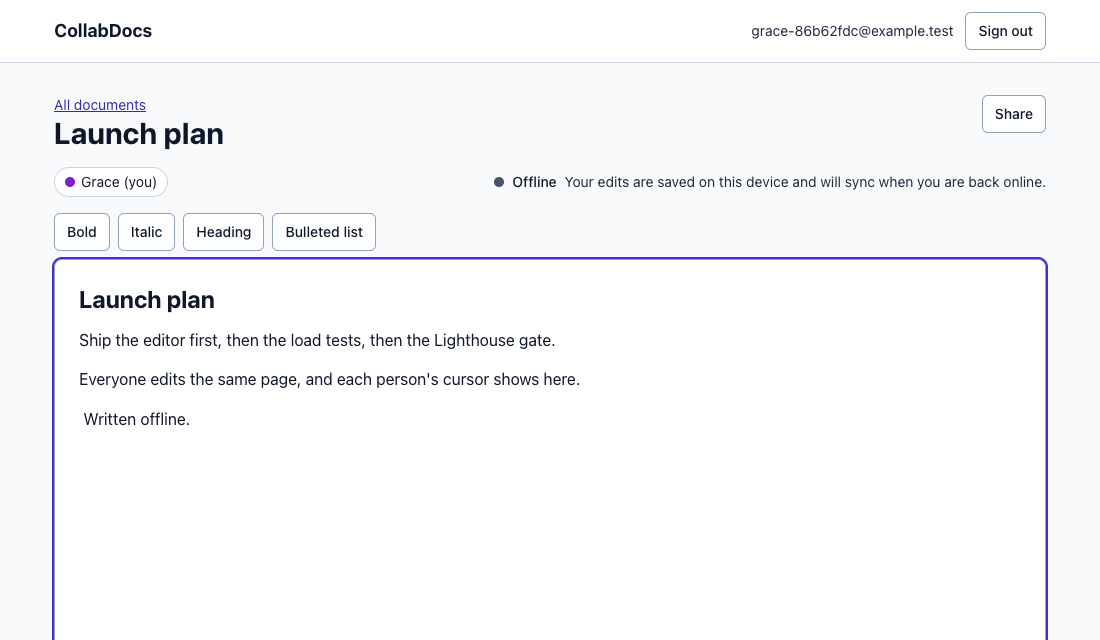 CollabDocs
grace-86b62fdc@example.test
Sign out
All documents
Share
Launch plan
Grace (you)
Offline Your edits are saved on this device and will sync when you are back online.
Bold
Italic
Heading
Bulleted list
Launch plan
Ship the editor first, then the load tests, then the Lighthouse gate.
Everyone edits the same page, and each person's cursor shows here.
Written offline.